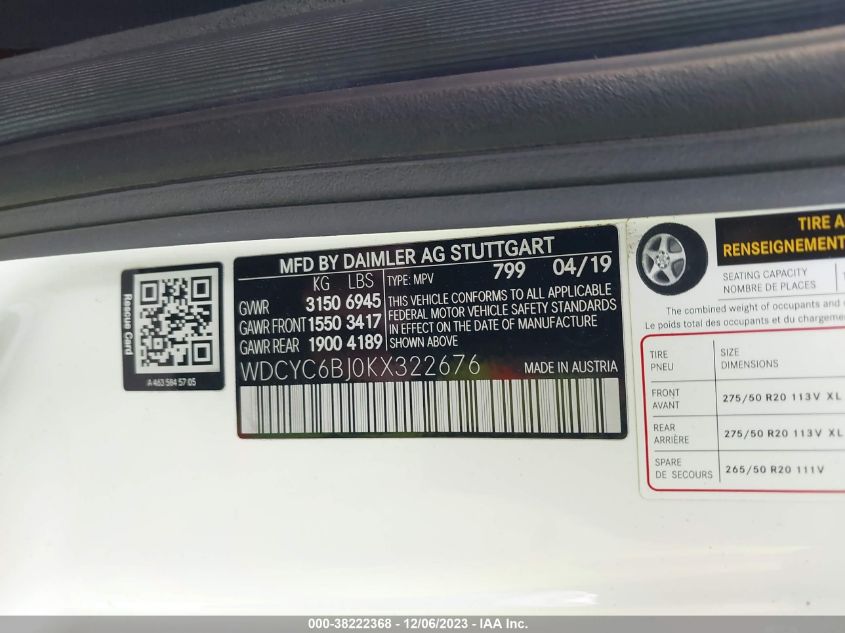 Rescue Card
A 463 584 57 05
MFD BY DAIMLER AG STUTTGART
KG LBS TYPE: MPV 799 04/19
GVWR 3150 6945
GAWR FRONT 1550 3417
GAWR REAR 1900 4189
THIS VEHICLE CONFORMS TO ALL APPLICABLE
FEDERAL MOTOR VEHICLE SAFETY STANDARDS
IN EFFECT ON THE DATE OF MANUFACTURE
SHOWN ABOVE
WDCYC6BJ0KX322676 MADE IN AUSTRIA
TIRE A
RENSEIGNEMENT
SEATING CAPACITY
NOMBRE DE PLACES
The combined weight of occupants and
Le poids total des occupants et du chargeme
TIRE SIZE
PNEU DIMENSIONS
FRONT
AVANT 275/50 R20 113V XL
REAR
ARRIÈRE 275/50 R20 113V XL
SPARE
DE SECOURS 265/50 R20 111V
000-38222368 - 12/06/2023 - IAA Inc.